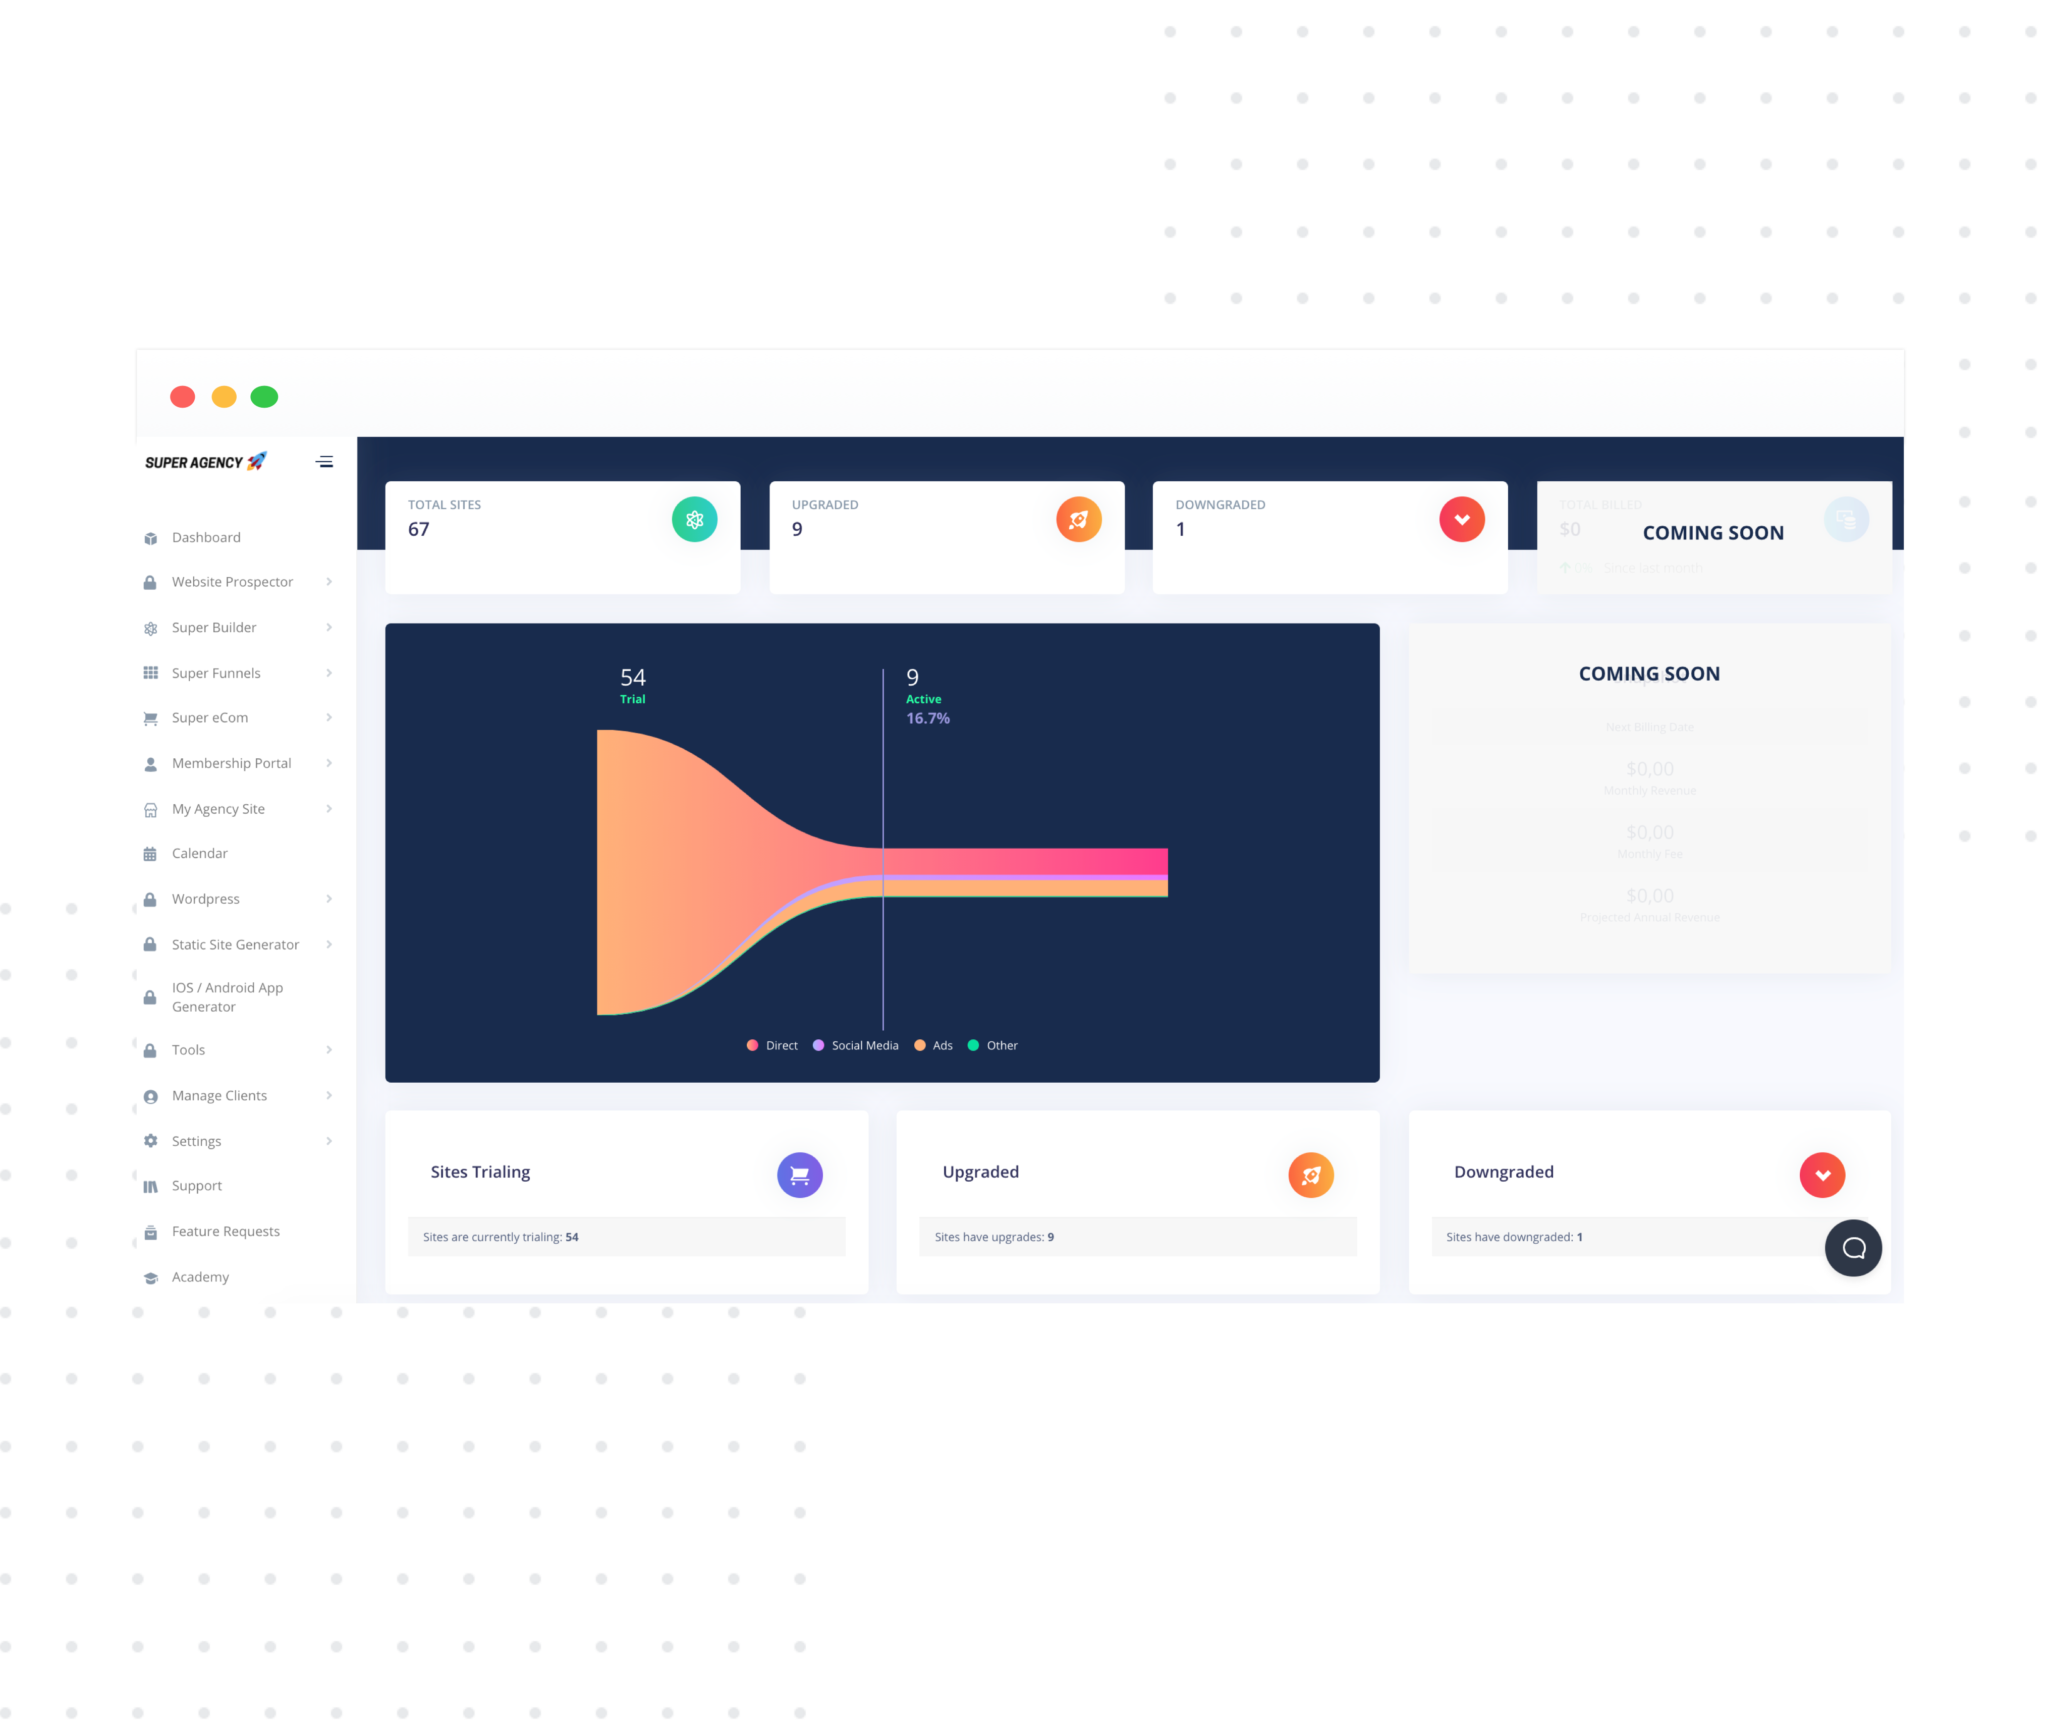 SUPER AGENCY
Dashboard
Website Prospector
Super Builder
Super Funnels
Super eCom
Membership Portal
My Agency Site
Calendar
Wordpress
Static Site Generator
IOS / Android App
Generator
Tools
Manage Clients
Settings
Support
Feature Requests
Academy
TOTAL SITES
67
UPGRADED
9
DOWNGRADED
1
TOTAL BILLED
$0
COMING SOON
0% Since last month
54
Trial
9
Active
16.7%
Direct Social Media Ads Other
COMING SOON
Next Billing Date
$0,00
Monthly Revenue
$0,00
Monthly Fee
$0,00
Projected Annual Revenue
Sites Trialing
Sites are currently trialing: 54
Upgraded
Sites have upgrades: 9
Downgraded
Sites have downgraded: 1